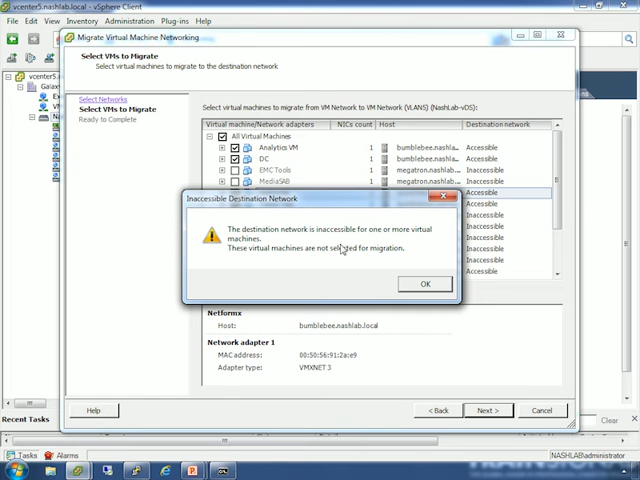 vcenter5.nashlab.local - vSphere Client
File Edit View Inventory Administration Plug-ins Help
Migrate Virtual Machine Networking
Select VMs to Migrate
Select virtual machines to migrate to the destination network
vcenter5.nashlab
Select Networks
Select VMs to Migrate
Ready to Complete
Select virtual machines to migrate from VM Network to VM Network (VLANS) (NashLab-vDS):
Virtual machine/Network adapters NICs count Host Destination network
All Virtual Machines
Analytics VM 1 bumblebee.nashla... Accessible
DC 1 bumblebee.nashla... Accessible
EMC Tools 1 megatron.nashlab... Inaccessible
MediaSAB 1 megatron.nashlab... Inaccessible
Accessible
Accessible
Inaccessible
Inaccessible
Inaccessible
Accessible
Inaccessible
Accessible
Inaccessible Destination Network
The destination network is inaccessible for one or more virtual
machines.
These virtual machines are not selected for migration.
OK
Netformx
Host: bumblebee.nashlab.local
Network adapter 1
MAC address: 00:50:56:91:2a:e9
Adapter type: VMXNET 3
Help
< Back
Next >
Cancel
Recent Tasks
Clear
Tasks Alarms
NASHLAB\administrator